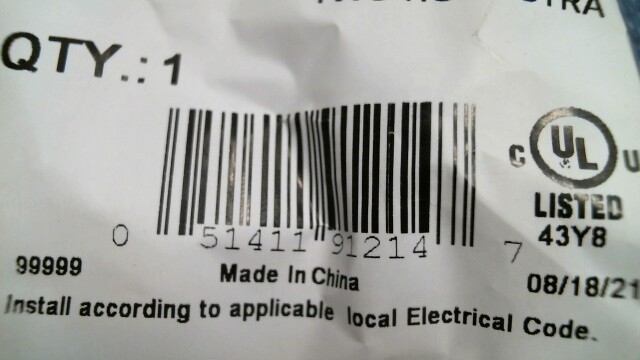 QTY.: 1
C UL U
LISTED
43Y8
0 51411 91214 7
99999
Made In China
08/18/21
Install according to applicable local Electrical Code.